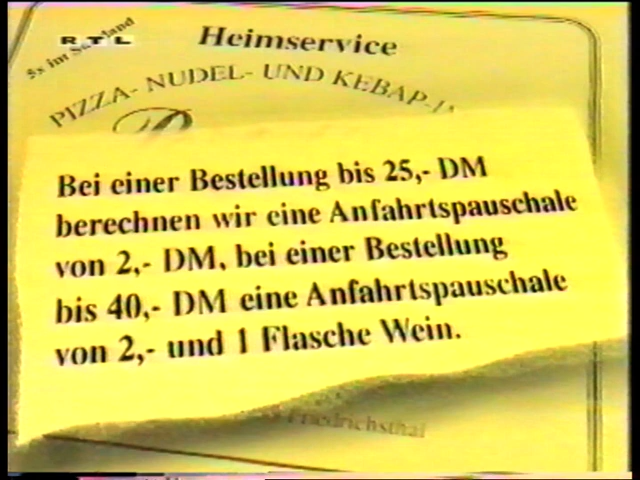 RTL
5x im Saarland
Heimservice
PIZZA- NUDEL- UND KEBAP-
Bei einer Bestellung bis 25,- DM
berechnen wir eine Anfahrtspauschale
von 2,- DM, bei einer Bestellung
bis 40,- DM eine Anfahrtspauschale
von 2,- und 1 Flasche Wein.
Friedrichsthal